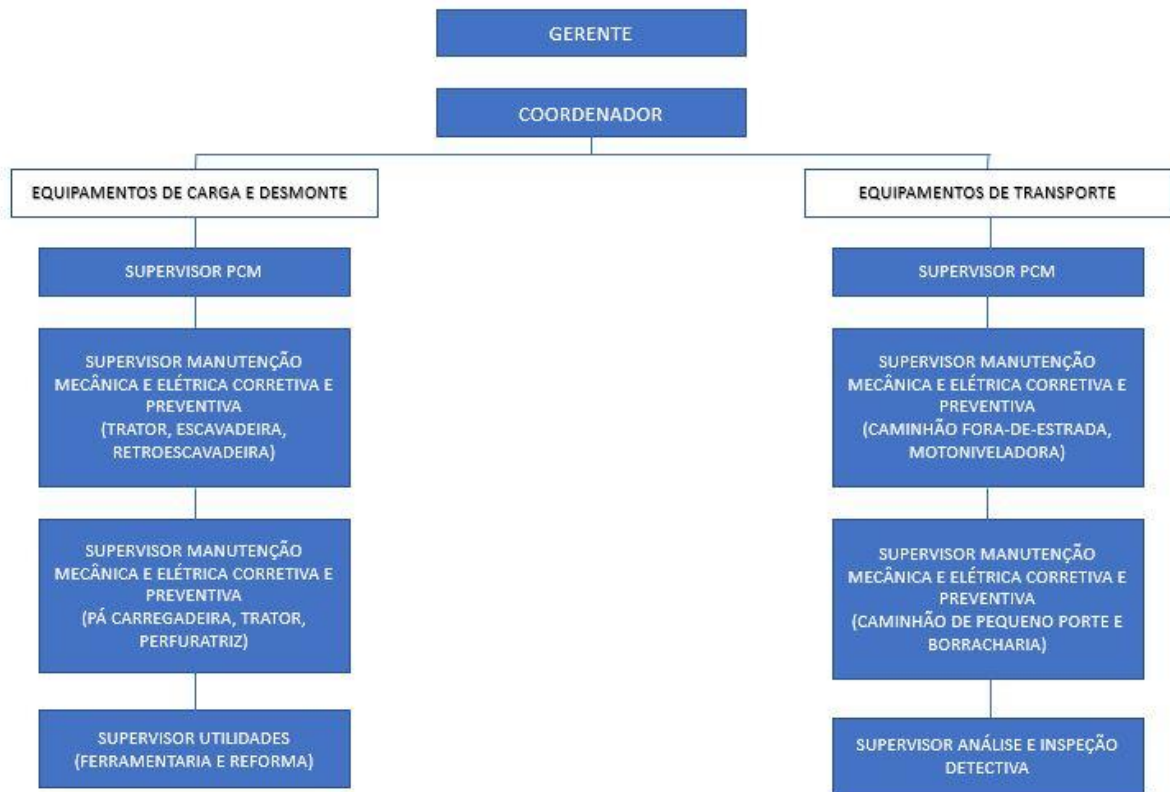 GERENTE
COORDENADOR
EQUIPAMENTOS DE CARGA E DESMONTE
SUPERVISOR PCM
SUPERVISOR MANUTENÇÃO
MECÂNICA E ELÉTRICA CORRETIVA E
PREVENTIVA
(TRATOR, ESCAVADEIRA,
RETROESCAVADEIRA)
SUPERVISOR MANUTENÇÃO
MECÂNICA E ELÉTRICA CORRETIVA E
PREVENTIVA
(PÁ CARREGADEIRA, TRATOR,
PERFURATRIZ)
SUPERVISOR UTILIDADES
(FERRAMENTARIA E REFORMA)
EQUIPAMENTOS DE TRANSPORTE
SUPERVISOR PCM
SUPERVISOR MANUTENÇÃO
MECÂNICA E ELÉTRICA CORRETIVA E
PREVENTIVA
(CAMINHÃO FORA-DE-ESTRADA,
MOTONIVELADORA)
SUPERVISOR MANUTENÇÃO
MECÂNICA E ELÉTRICA CORRETIVA E
PREVENTIVA
(CAMINHÃO DE PEQUENO PORTE E
BORRACHARIA)
SUPERVISOR ANÁLISE E INSPEÇÃO
DETECTIVA